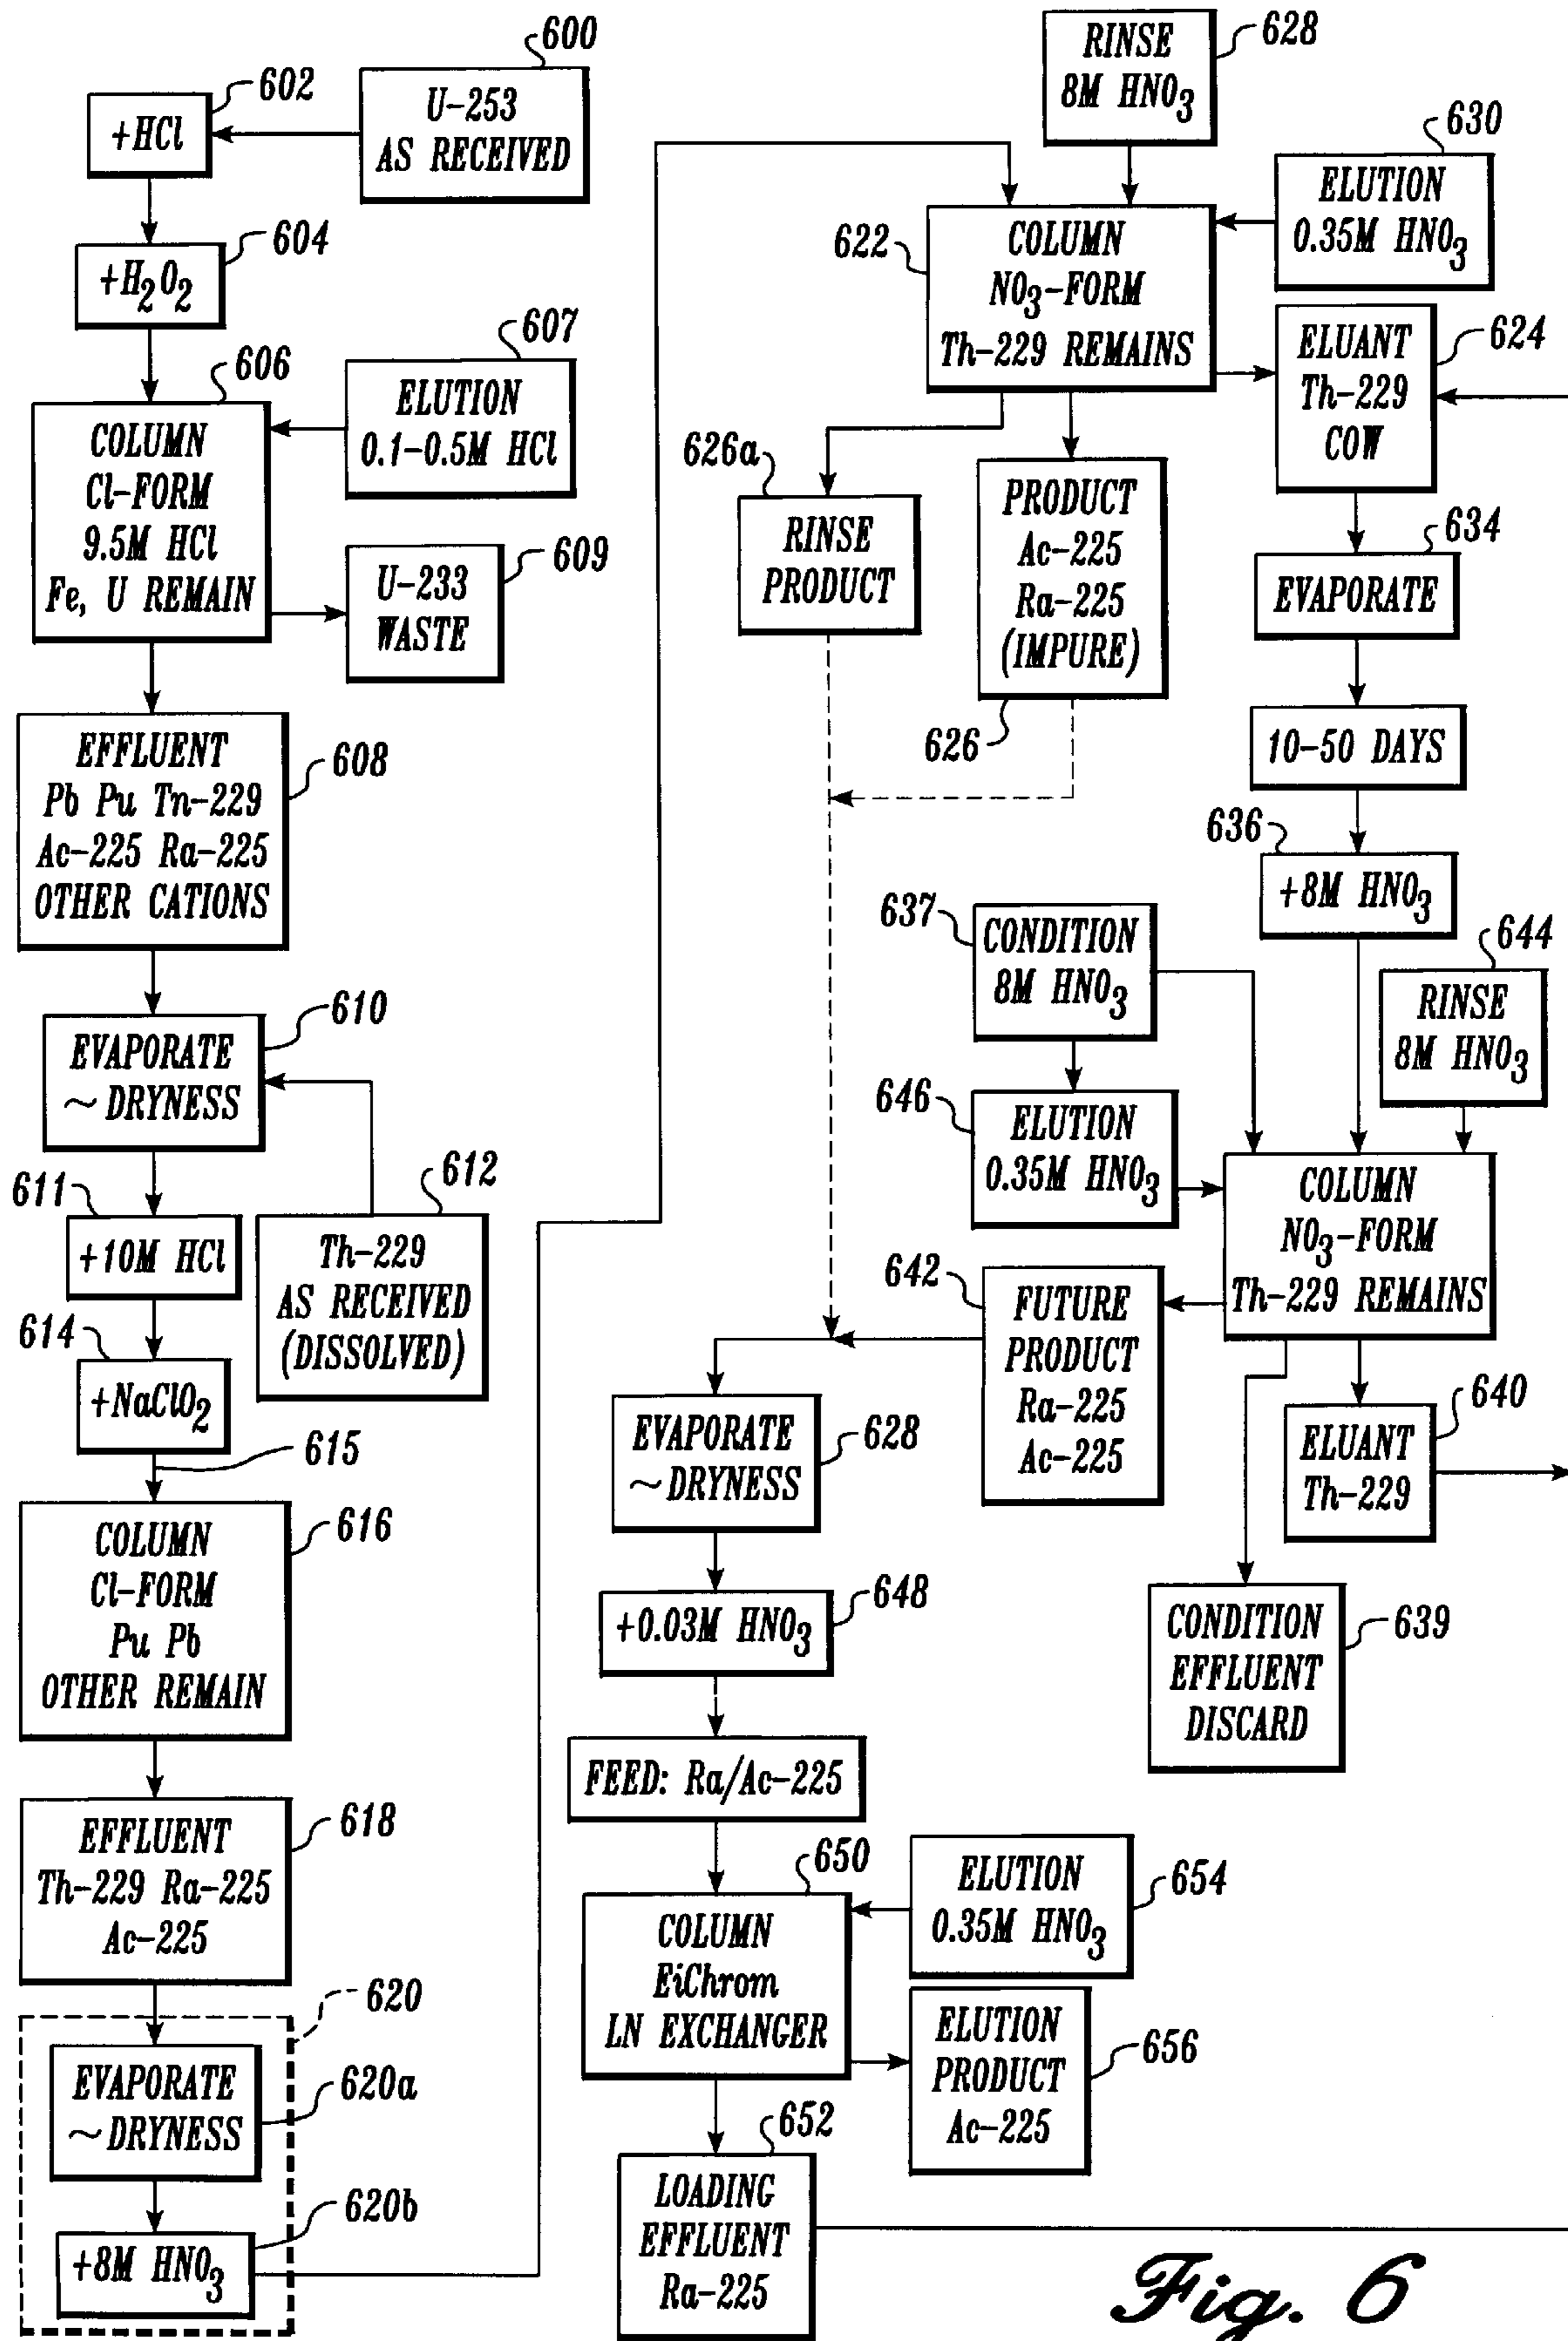 600
U-253
AS RECEIVED
602
+HCl
604
+H2O2
606
COLUMN
Cl-FORM
9.5M HCl
Fe, U REMAIN
607
ELUTION
0.1-0.5M HCl
609
U-233
WASTE
608
EFFLUENT
Pb Pu Tn-229
Ac-225 Ra-225
OTHER CATIONS
610
EVAPORATE
~DRYNESS
611
+10M HCl
612
Th-229
AS RECEIVED
(DISSOLVED)
614
+NaClO2
615
616
COLUMN
Cl-FORM
Pu Pb
OTHER REMAIN
618
EFFLUENT
Th-229 Ra-225
Ac-225
620
620a
EVAPORATE
~DRYNESS
620b
+8M HNO3
628
RINSE
8M HNO3
630
ELUTION
0.35M HNO3
622
COLUMN
NO3-FORM
Th-229 REMAINS
624
ELUANT
Th-229
COW
626a
RINSE
PRODUCT
PRODUCT
Ac-225
Ra-225
(IMPURE)
626
634
EVAPORATE
10-50 DAYS
636
+8M HNO3
637
CONDITION
8M HNO3
644
RINSE
8M HNO3
646
ELUTION
0.35M HNO3
COLUMN
NO3-FORM
Th-229 REMAINS
642
FUTURE
PRODUCT
Ra-225
Ac-225
640
ELUANT
Th-229
639
CONDITION
EFFLUENT
DISCARD
628
EVAPORATE
~DRYNESS
648
+0.03M HNO3
FEED: Ra/Ac-225
650
COLUMN
EiChrom
LN EXCHANGER
654
ELUTION
0.35M HNO3
656
ELUTION
PRODUCT
Ac-225
652
LOADING
EFFLUENT
Ra-225
Fig. 6